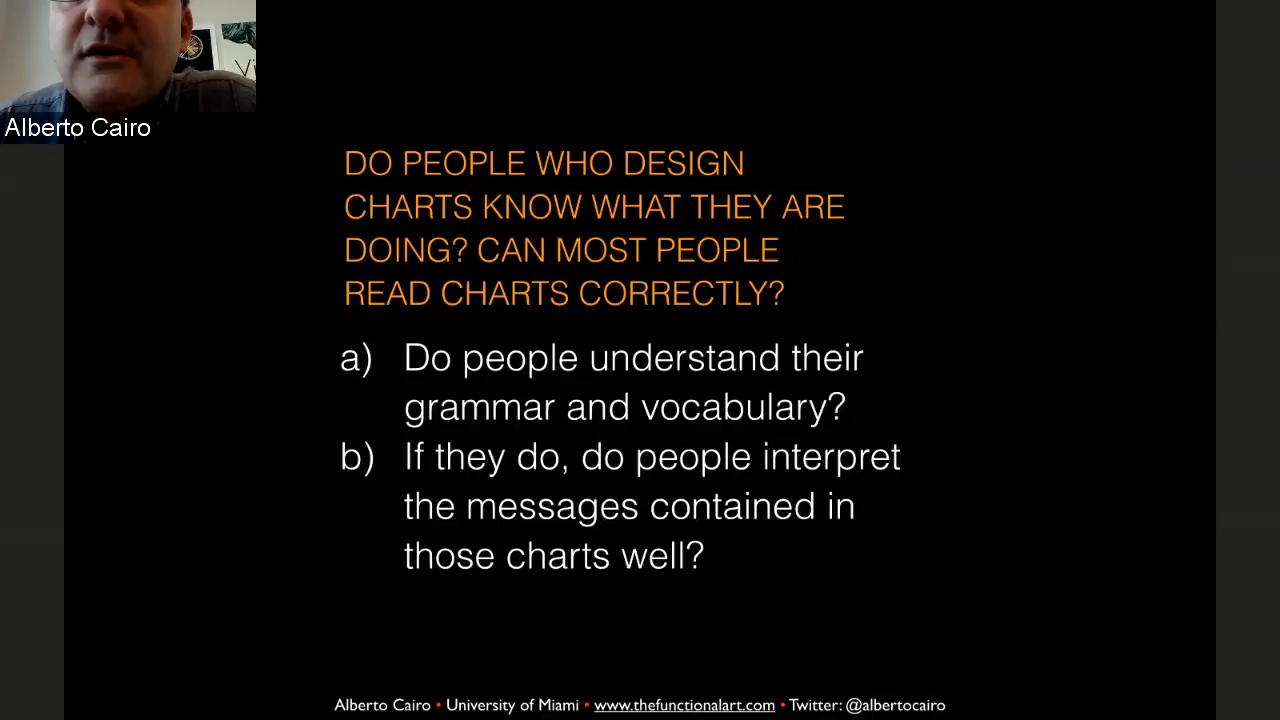 Vi
Alberto Cairo
DO PEOPLE WHO DESIGN
CHARTS KNOW WHAT THEY ARE
DOING? CAN MOST PEOPLE
READ CHARTS CORRECTLY?
a) Do people understand their
grammar and vocabulary?
b) If they do, do people interpret
the messages contained in
those charts well?
Alberto Cairo • University of Miami • www.thefunctionalart.com • Twitter: @albertocairo